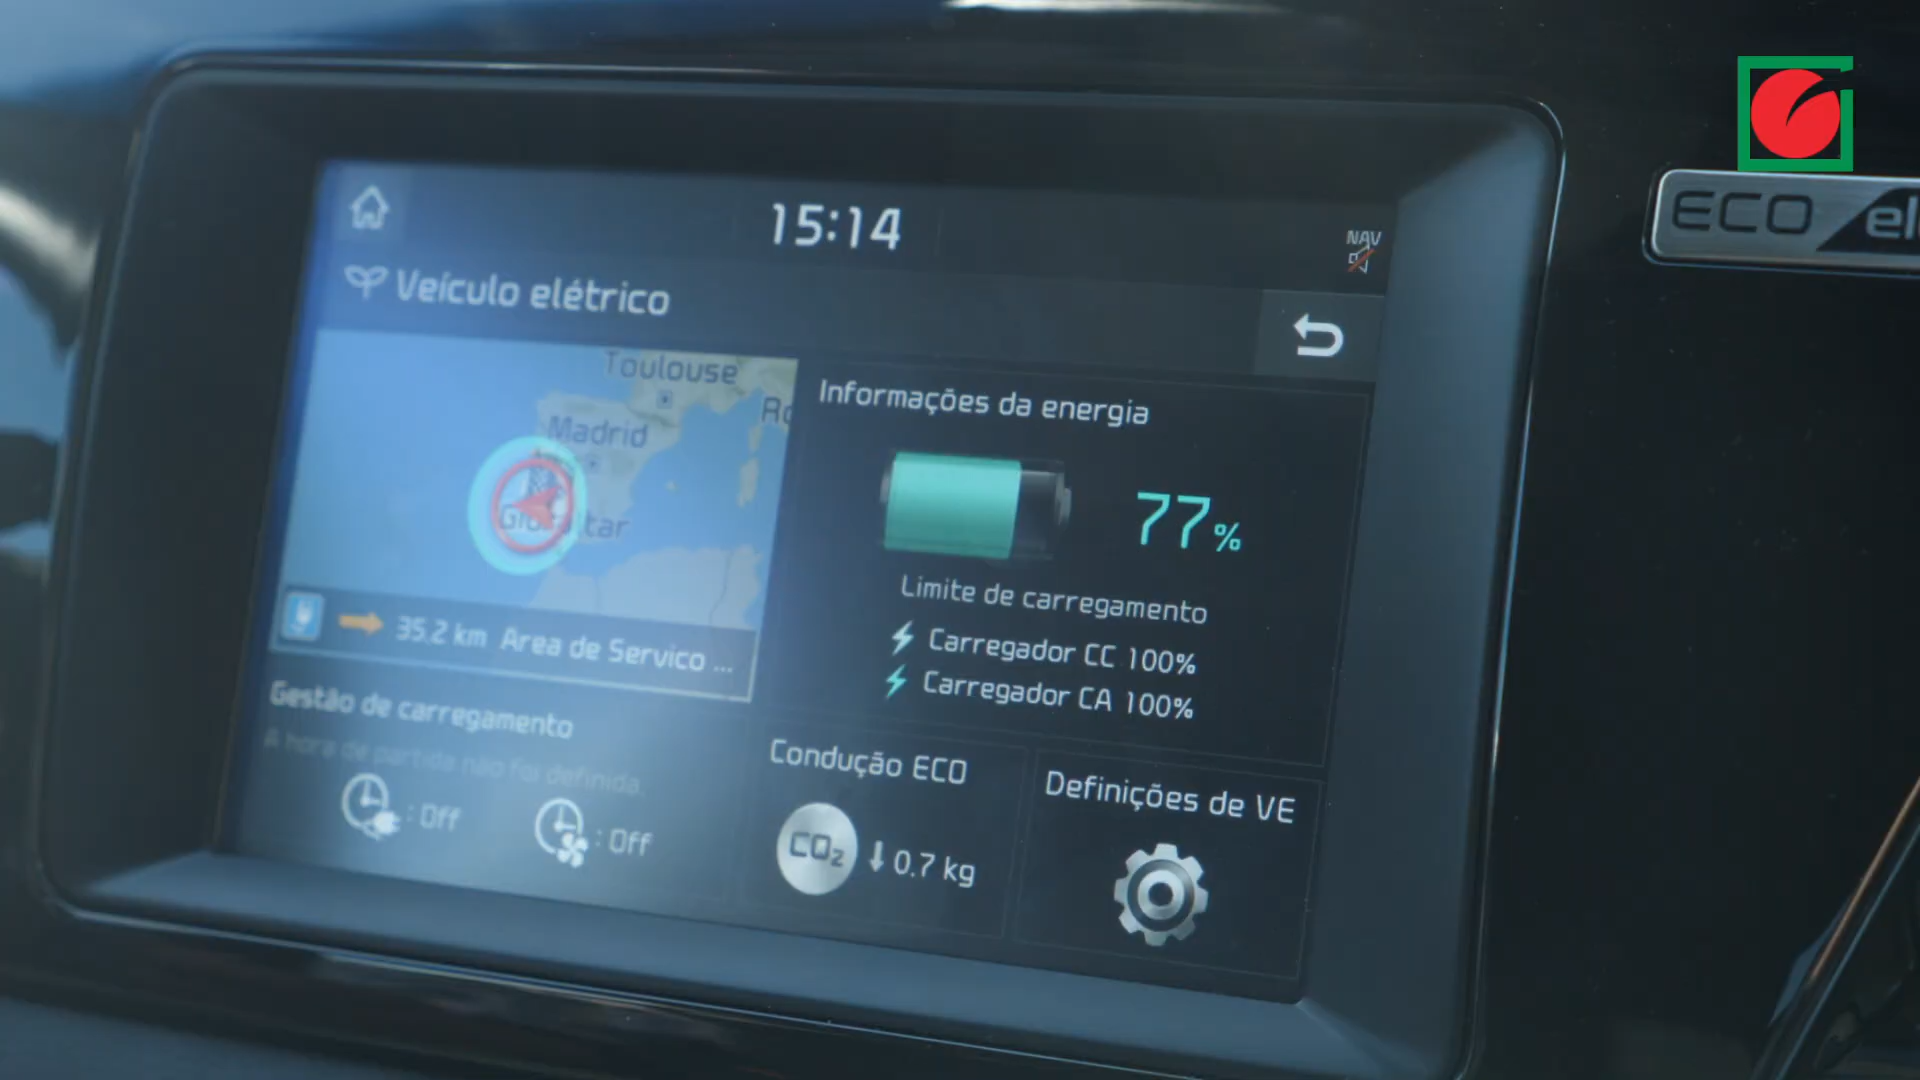 15:14
NAV
Veículo elétrico
Toulouse
Madrid
Gibraltar
35.2 km Area de Servico ...
Informações da energia
77%
Limite de carregamento
Carregador CC 100%
Carregador CA 100%
Gestão de carregamento
A hora de partida não foi definida.
: Off
: Off
Condução ECO
CO2
0.7 kg
Definições de VE
ECO